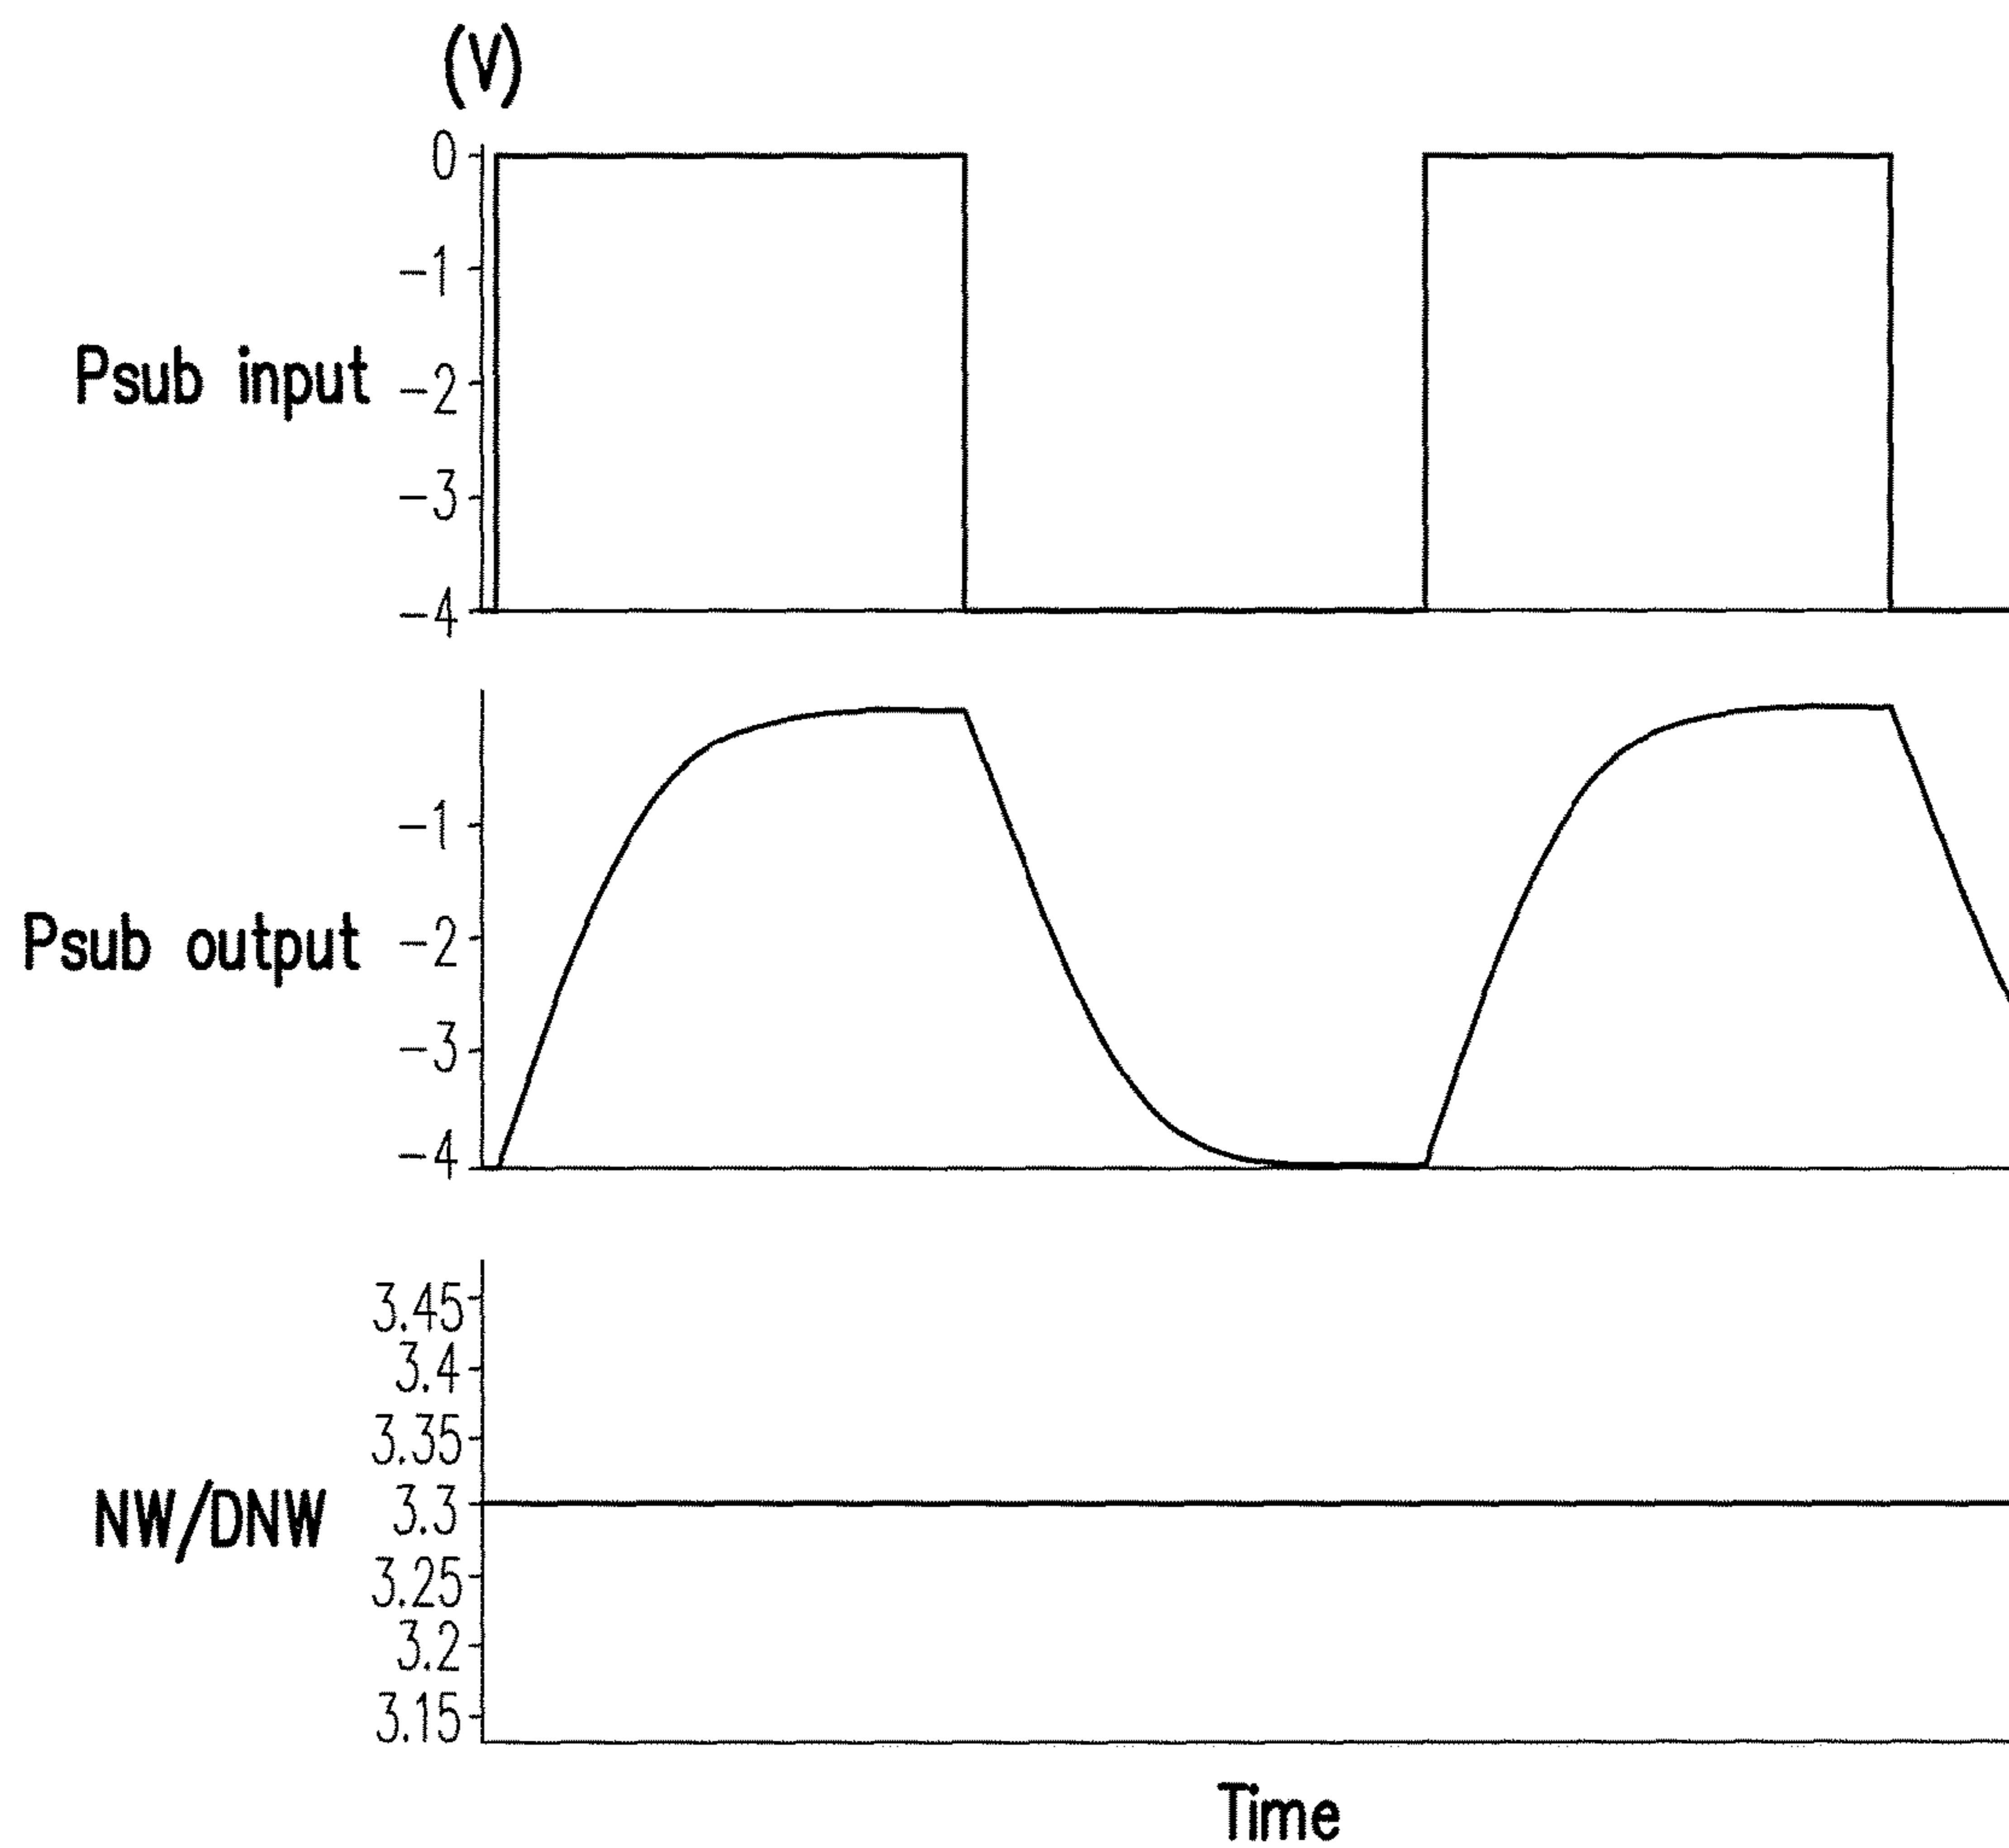 (V)
0
-1
Psub input -2
-3
-4
-1
Psub output -2
-3
-4
3.45
3.4
3.35
NW/DNW 3.3
3.25
3.2
3.15
Time